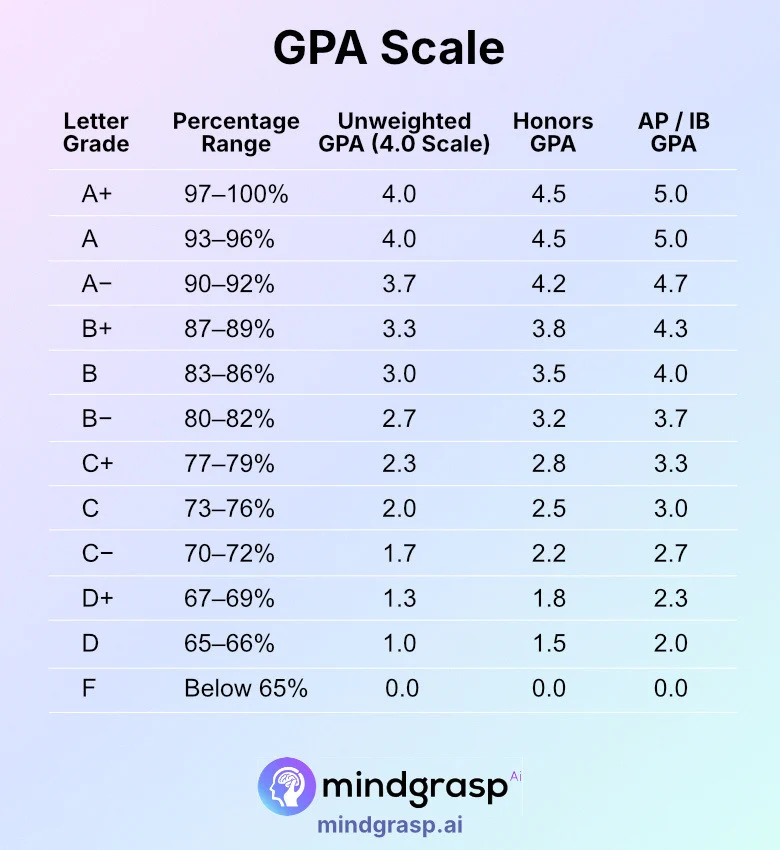 GPA Scale
Letter Grade Percentage Range Unweighted GPA (4.0 Scale) Honors GPA AP / IB GPA
A+ 97–100% 4.0 4.5 5.0
A 93–96% 4.0 4.5 5.0
A− 90–92% 3.7 4.2 4.7
B+ 87–89% 3.3 3.8 4.3
B 83–86% 3.0 3.5 4.0
B− 80–82% 2.7 3.2 3.7
C+ 77–79% 2.3 2.8 3.3
C 73–76% 2.0 2.5 3.0
C− 70–72% 1.7 2.2 2.7
D+ 67–69% 1.3 1.8 2.3
D 65–66% 1.0 1.5 2.0
F Below 65% 0.0 0.0 0.0
mindgrasp Ai
mindgrasp.ai